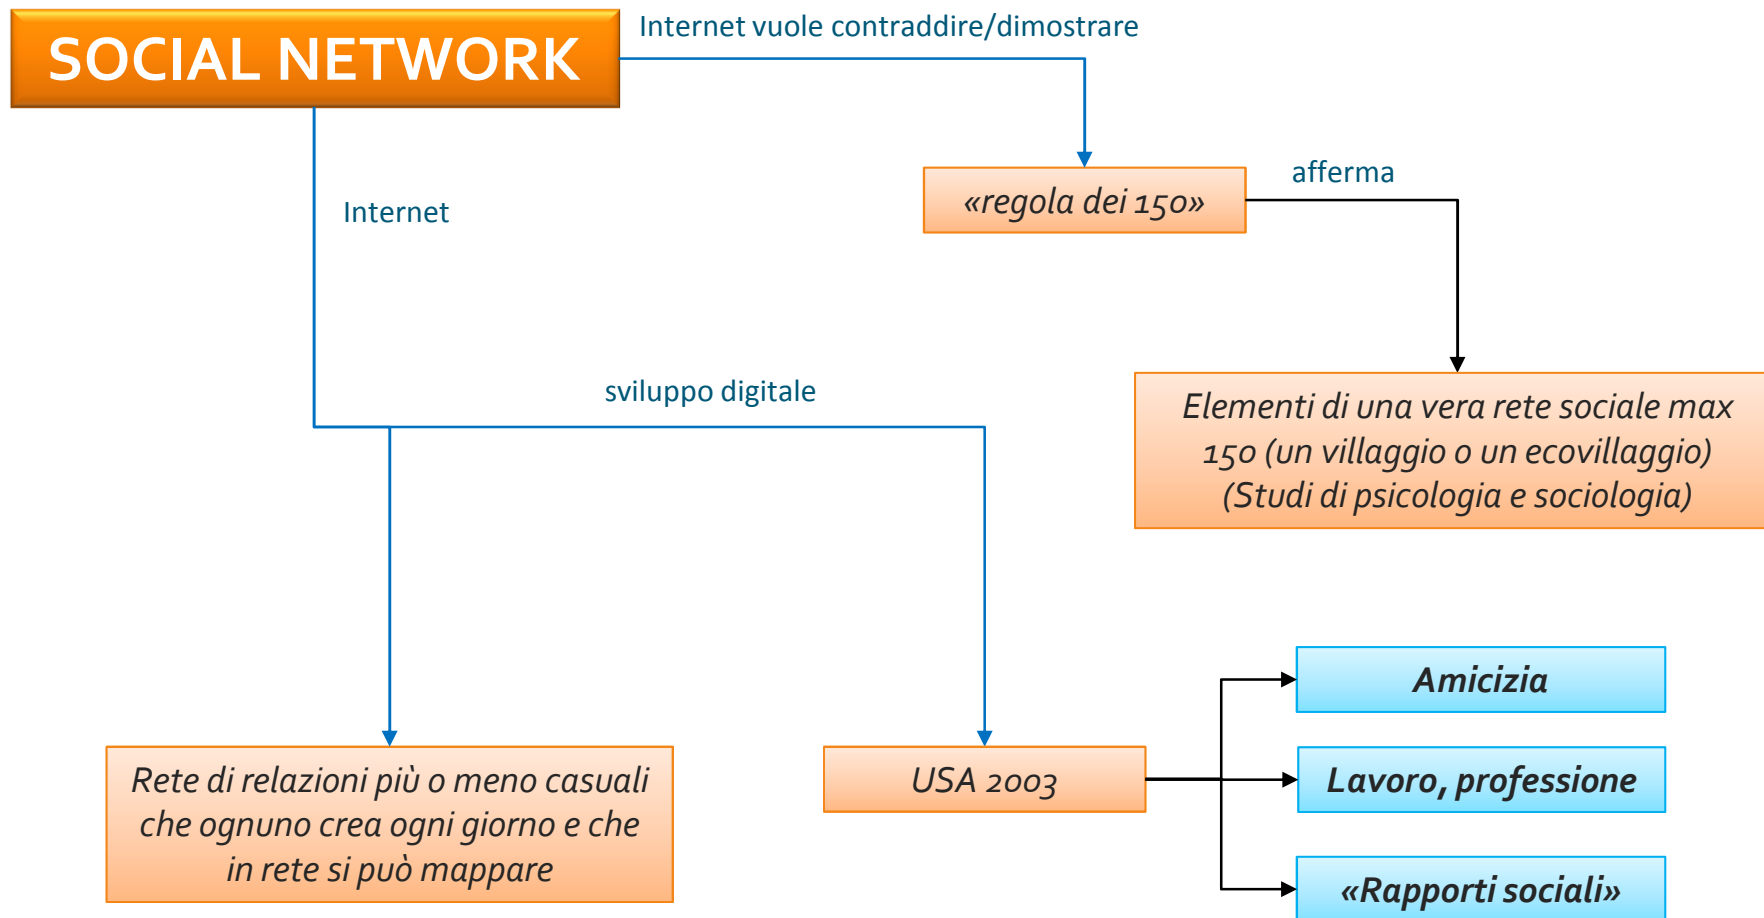 SOCIAL NETWORK
Internet vuole contraddire/dimostrare
«regola dei 150»
afferma
Internet
Elementi di una vera rete sociale max
150 (un villaggio o un ecovillaggio)
(Studi di psicologia e sociologia)
sviluppo digitale
Rete di relazioni più o meno casuali
che ognuno crea ogni giorno e che
in rete si può mappare
USA 2003
Amicizia
Lavoro, professione
«Rapporti sociali»